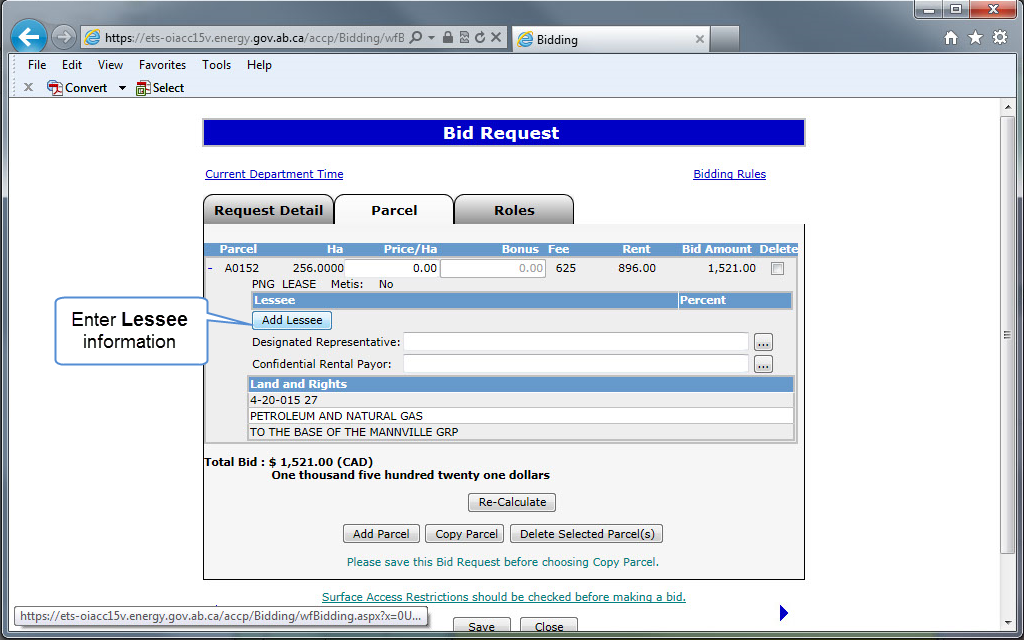 https://ets-oiacc15v.energy.gov.ab.ca/accp/Bidding/wfB
Bidding
File Edit View Favorites Tools Help
x Convert Select
Bid Request
Current Department Time Bidding Rules
Request Detail Parcel Roles
Parcel Ha Price/Ha Bonus Fee Rent Bid Amount Delete
- A0152 256.0000 0.00 0.00 625 896.00 1,521.00
PNG LEASE Metis: No
Lessee Percent
Enter Lessee
information
Add Lessee
Designated Representative: ...
Confidential Rental Payor: ...
Land and Rights
4-20-015 27
PETROLEUM AND NATURAL GAS
TO THE BASE OF THE MANNVILLE GRP
Total Bid : $ 1,521.00 (CAD)
One thousand five hundred twenty one dollars
Re-Calculate
Add Parcel Copy Parcel Delete Selected Parcel(s)
Please save this Bid Request before choosing Copy Parcel.
Surface Access Restrictions should be checked before making a bid.
https://ets-oiacc15v.energy.gov.ab.ca/accp/Bidding/wfBidding.aspx?x=0U...
Save Close